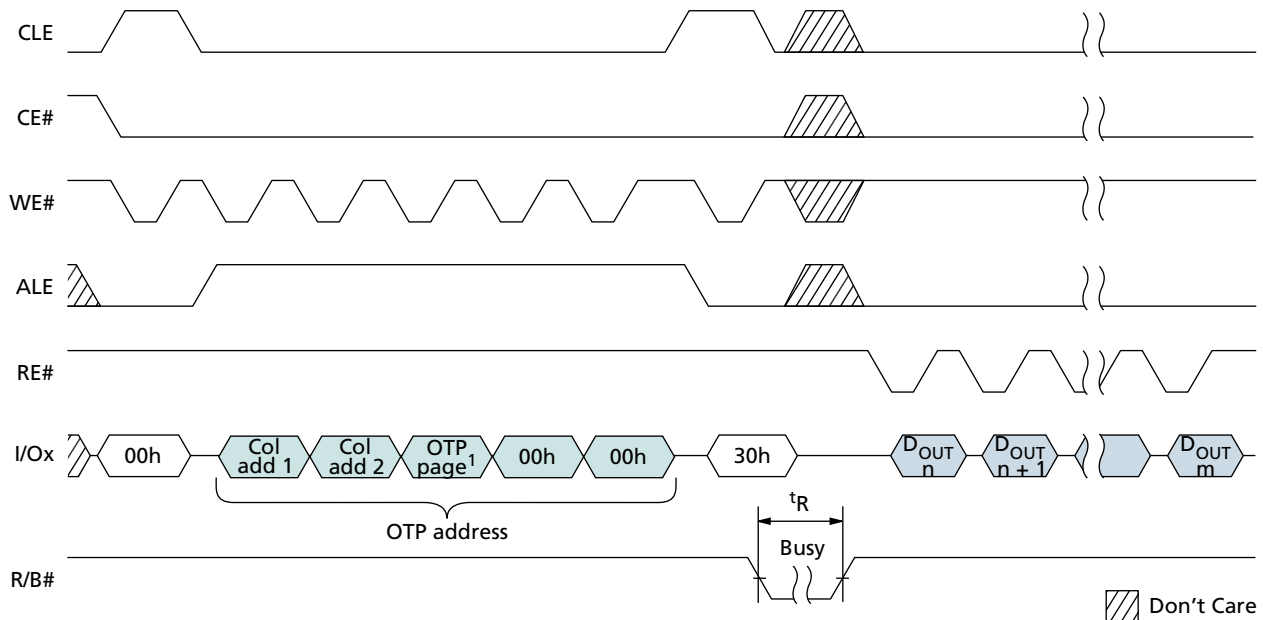 CLE
CE#
WE#
ALE
RE#
I/Ox
00h
Col
add 1
Col
add 2
OTP
page1
00h
00h
30h
DOUT
n
DOUT
n + 1
DOUT
m
OTP address
tR
Busy
R/B#
Don't Care